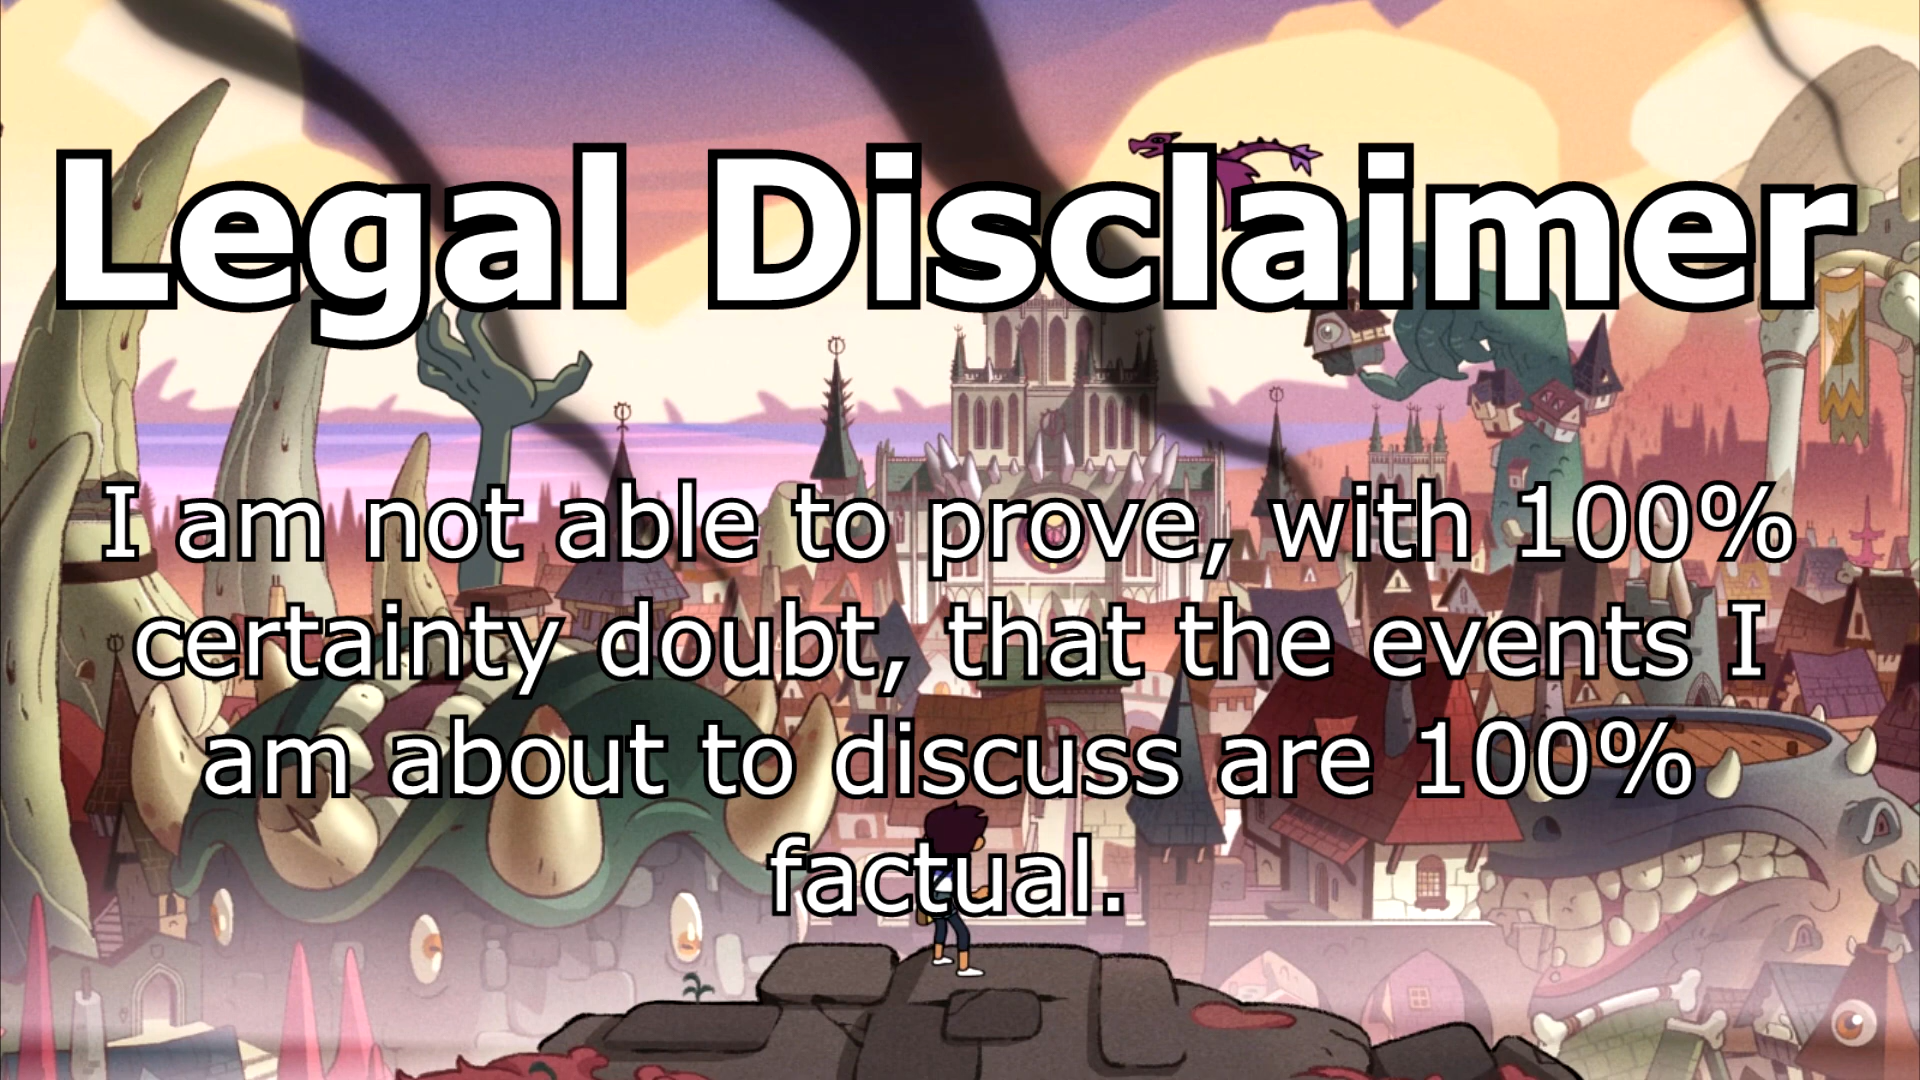 Legal Disclaimer
I am not able to prove, with 100%
certainty doubt, that the events I
am about to discuss are 100%
factual.